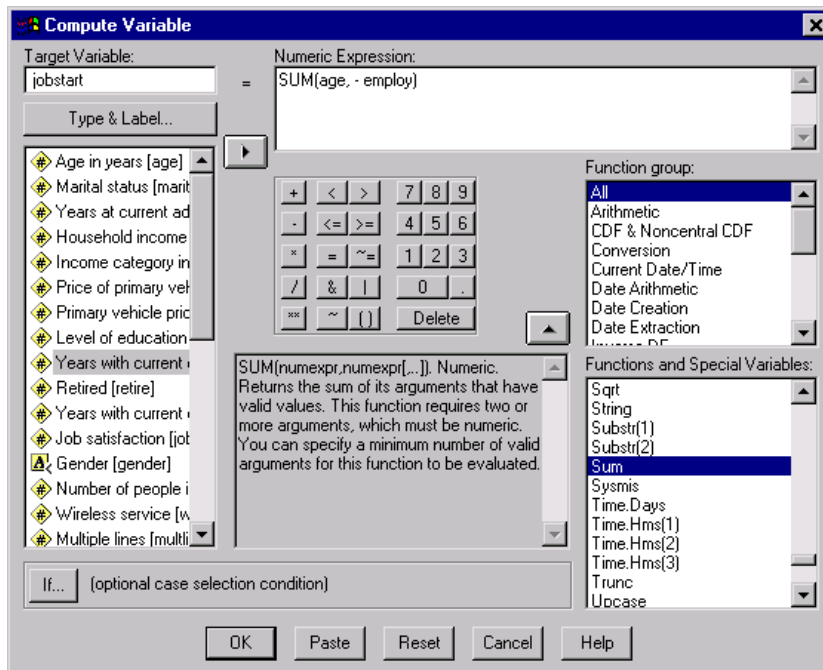 Compute Variable
Target Variable:
jobstart
=
Numeric Expression:
SUM(age, - employ)
Type & Label...
# Age in years [age]
# Marital status [marit
# Years at current ad
# Household income
# Income category in
# Price of primary veh
# Primary vehicle pric
# Level of education
# Years with current
# Retired [retire]
# Years with current
# Job satisfaction [jol
A Gender [gender]
# Number of people i
# Wireless service [w
# Multiple lines [multli
+ < > 7 8 9
- <= >= 4 5 6
* = ~= 1 2 3
/ & | 0 .
** ~ () Delete
SUM(numexpr,numexpr[,..]). Numeric.
Returns the sum of its arguments that have
valid values. This function requires two or
more arguments, which must be numeric.
You can specify a minimum number of valid
arguments for this function to be evaluated.
Function group:
All
Arithmetic
CDF & Noncentral CDF
Conversion
Current Date/Time
Date Arithmetic
Date Creation
Date Extraction
Functions and Special Variables:
Sqrt
String
Substr(1)
Substr(2)
Sum
Sysmis
Time.Days
Time.Hms(1)
Time.Hms(2)
Time.Hms(3)
Trunc
Upcase
If... (optional case selection condition)
OK Paste Reset Cancel Help